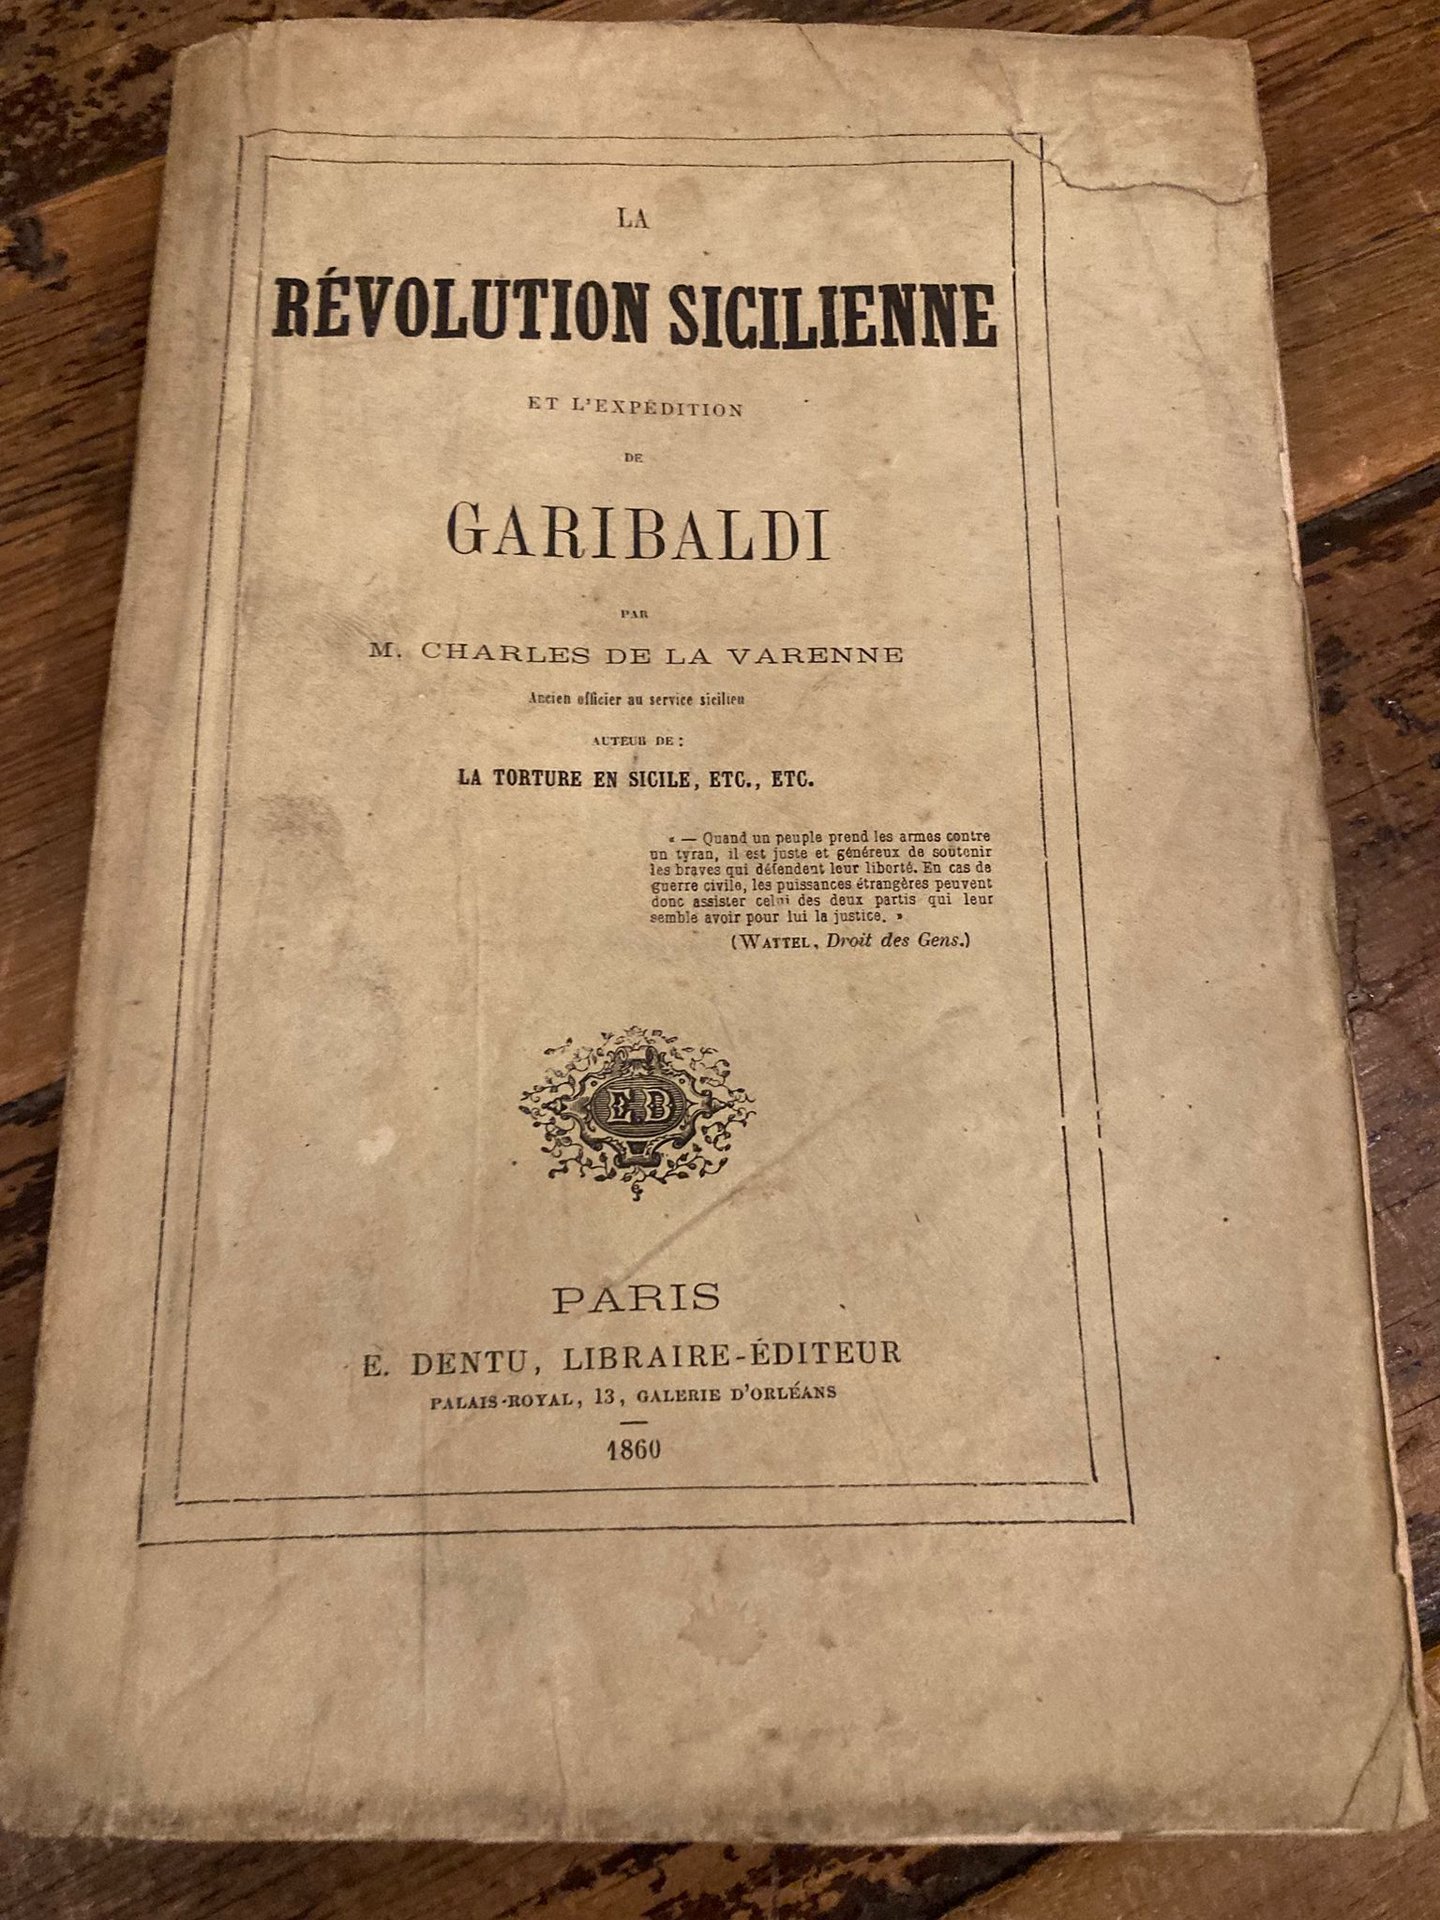 LA
RÉVOLUTION SICILIENNE
ET L'EXPÉDITION
DE
GARIBALDI
PAR
M. CHARLES DE LA VARENNE
Ancien officier au service sicilien
AUTEUR DE :
LA TORTURE EN SICILE, ETC., ETC.
« — Quand un peuple prend les armes contre
un tyran, il est juste et généreux de soutenir
les braves qui défendent leur liberté. En cas de
guerre civile, les puissances étrangères peuvent
donc assister celui des deux partis qui leur
semble avoir pour lui la justice. »
(WATTEL, Droit des Gens.)
ED
PARIS
E. DENTU, LIBRAIRE-ÉDITEUR
PALAIS-ROYAL, 13, GALERIE D'ORLÉANS
1860